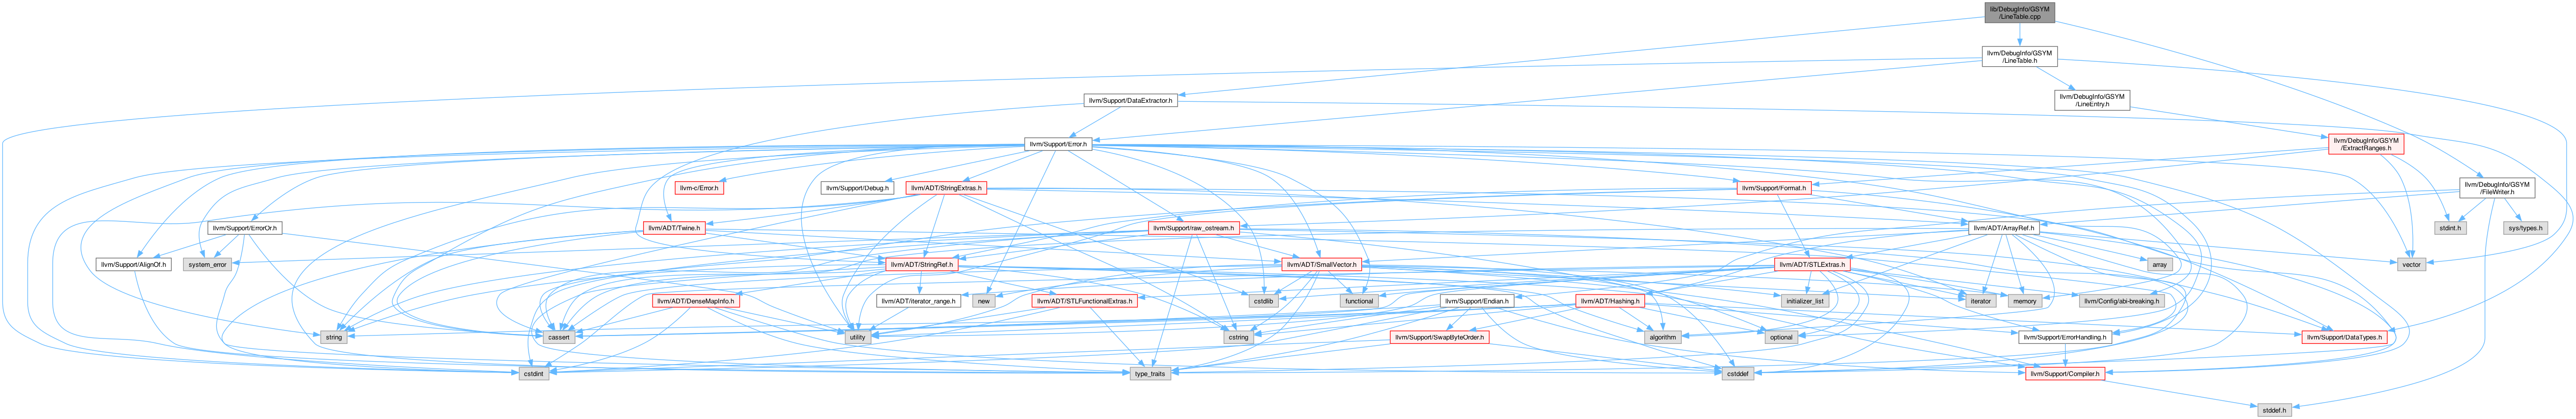 lib/DebugInfo/GSYM
/LineTable.cpp
llvm/DebugInfo/GSYM
/LineTable.h
llvm/Support/DataExtractor.h
llvm/DebugInfo/GSYM
/LineEntry.h
llvm/Support/Error.h
llvm/DebugInfo/GSYM
/ExtractRanges.h
llvm-c/Error.h
llvm/Support/Debug.h
llvm/ADT/StringExtras.h
llvm/Support/Format.h
llvm/DebugInfo/GSYM
/FileWriter.h
llvm/Support/ErrorOr.h
llvm/ADT/Twine.h
llvm/Support/raw_ostream.h
llvm/ADT/ArrayRef.h
stdint.h
sys/types.h
llvm/Support/AlignOf.h
system_error
llvm/ADT/StringRef.h
llvm/ADT/SmallVector.h
llvm/ADT/STLExtras.h
array
vector
llvm/ADT/DenseMapInfo.h
llvm/ADT/iterator_range.h
new
llvm/ADT/STLFunctionalExtras.h
cstdlib
functional
llvm/Support/Endian.h
llvm/ADT/Hashing.h
initializer_list
iterator
memory
llvm/Config/abi-breaking.h
string
cassert
utility
cstring
algorithm
optional
llvm/Support/ErrorHandling.h
llvm/Support/DataTypes.h
llvm/Support/SwapByteOrder.h
cstdint
type_traits
cstddef
llvm/Support/Compiler.h
stddef.h